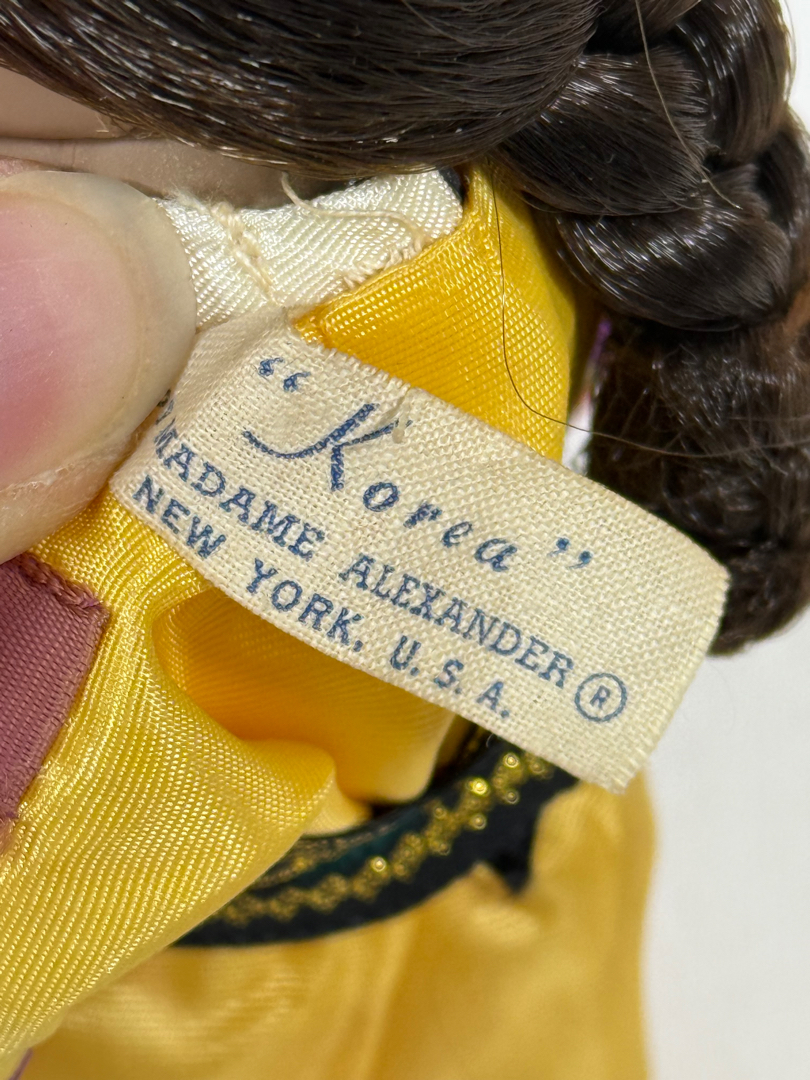 “Korea”
MADAME ALEXANDER ®
NEW YORK, U.S.A.